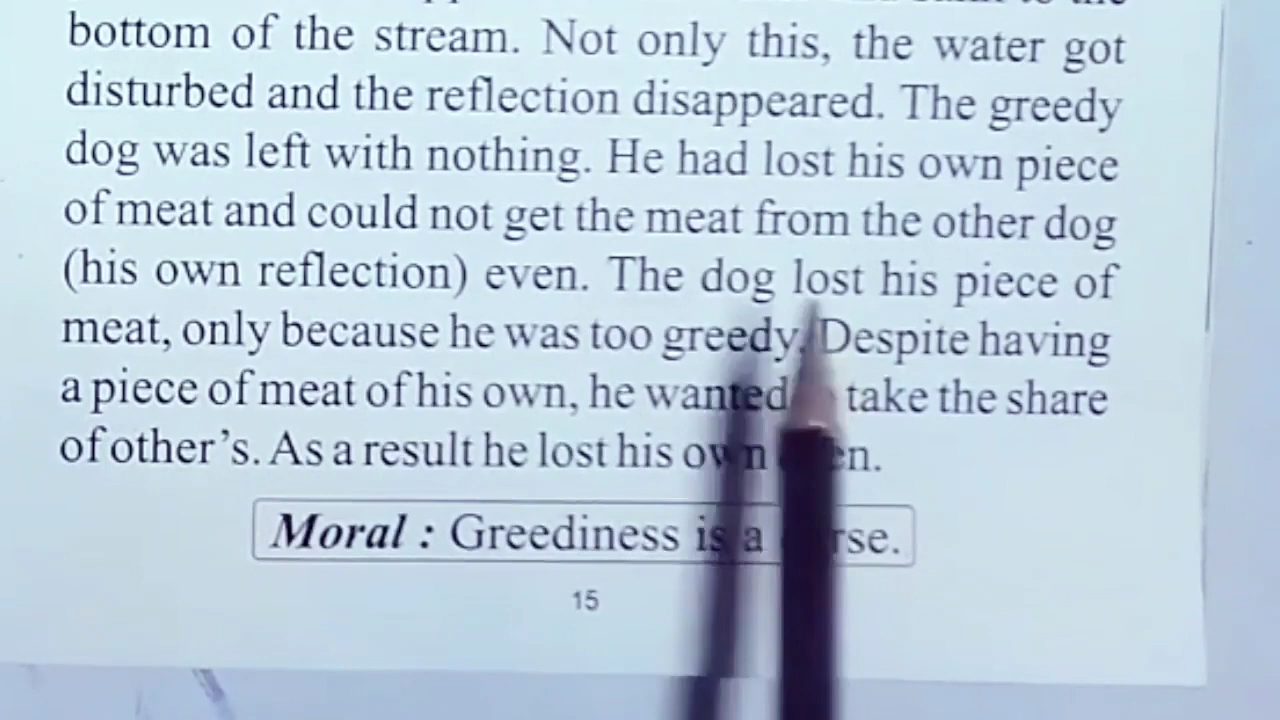 bottom of the stream. Not only this, the water got
disturbed and the reflection disappeared. The greedy
dog was left with nothing. He had lost his own piece
of meat and could not get the meat from the other dog
(his own reflection) even. The dog lost his piece of
meat, only because he was too greedy. Despite having
a piece of meat of his own, he wanted take the share
of other's. As a result he lost his own
Moral : Greediness is a
15